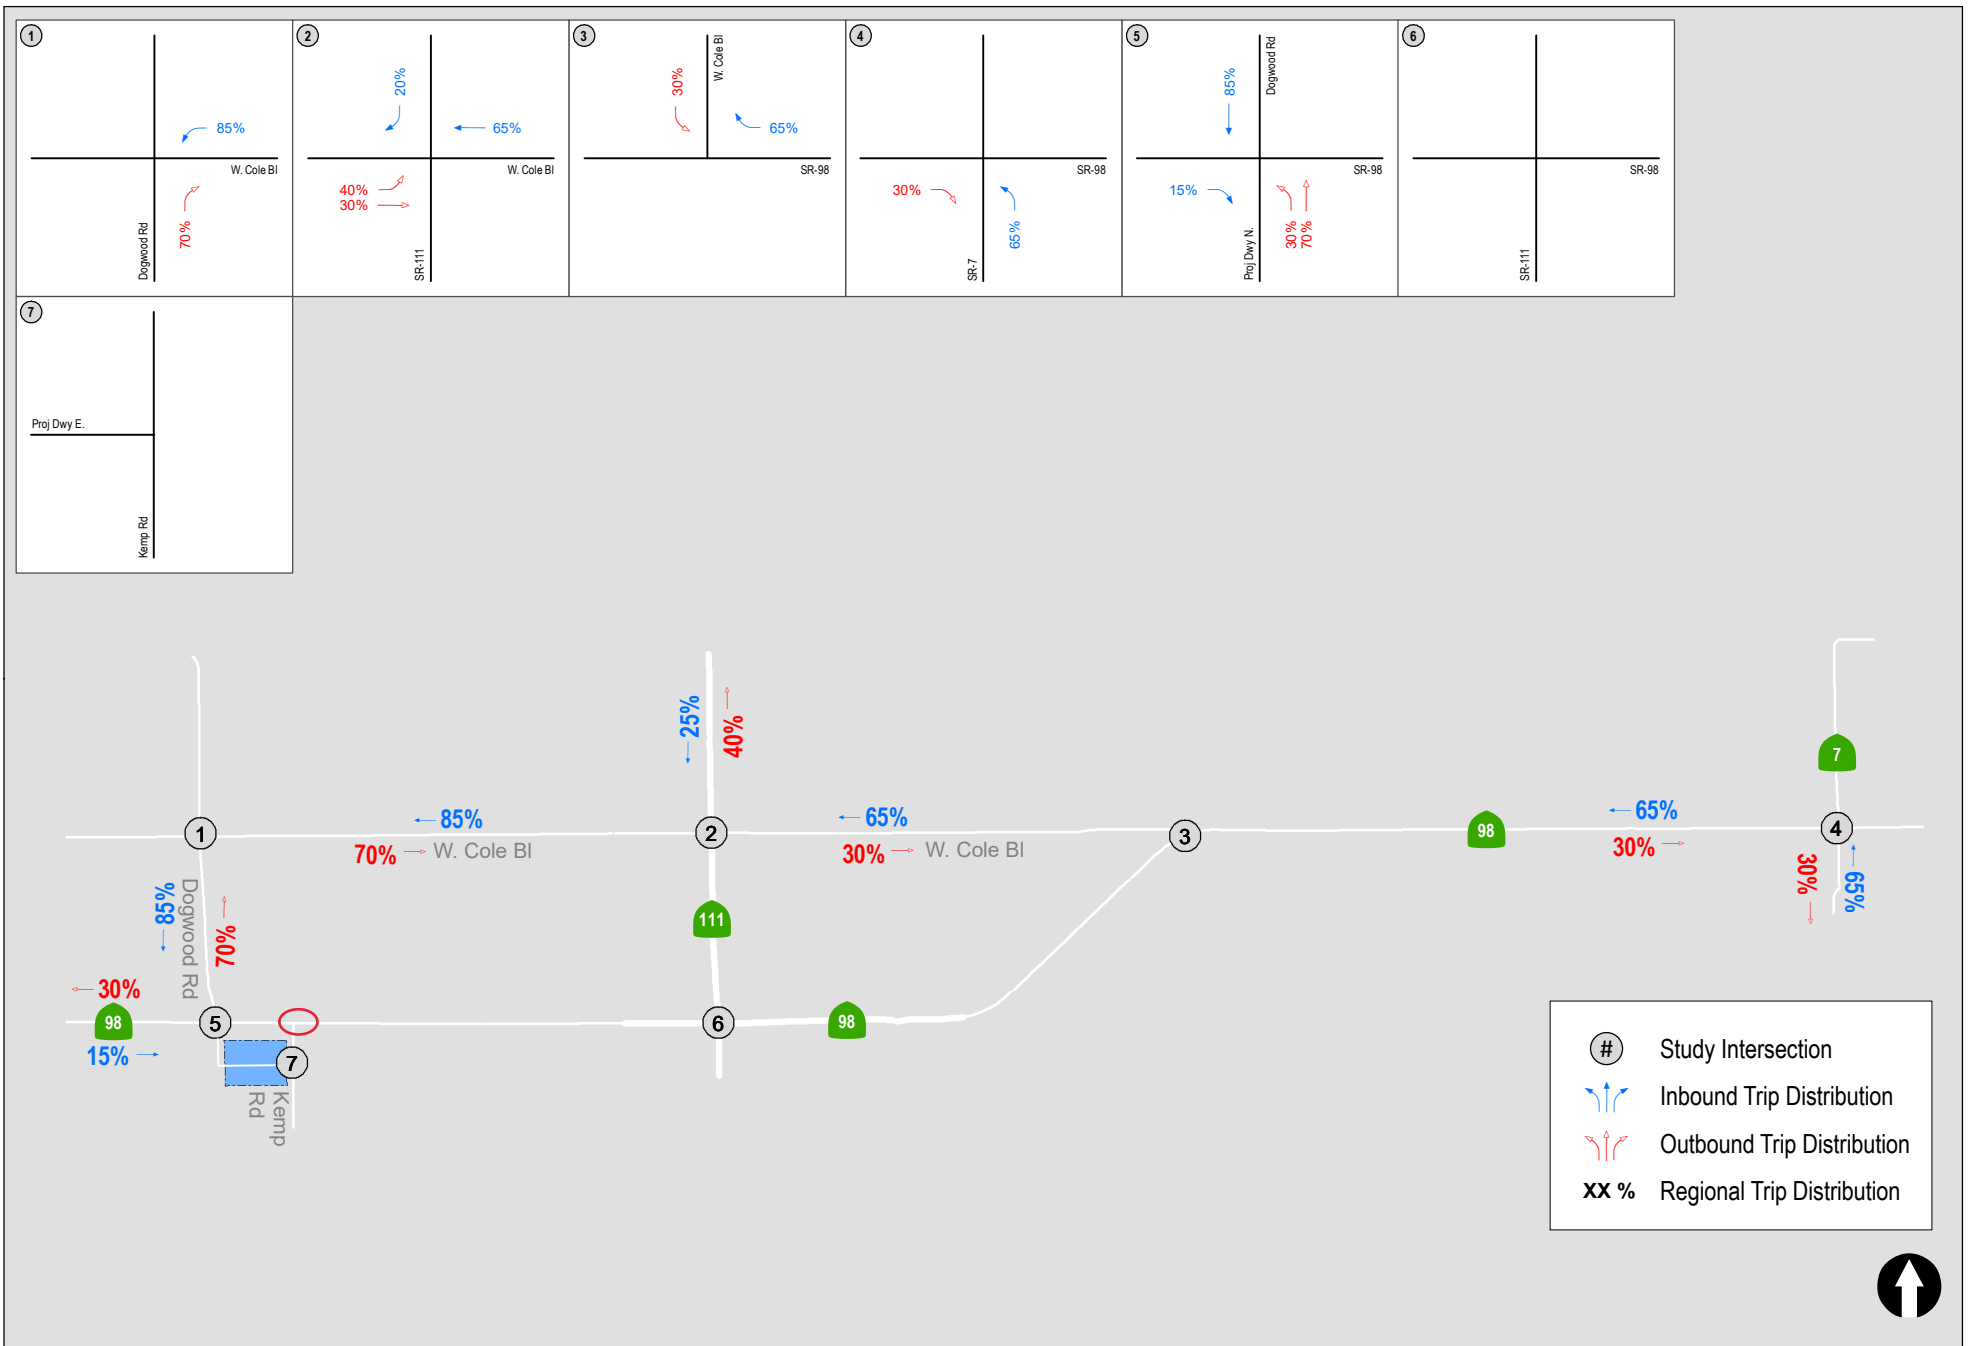 1
85%
W. Cole Bl
70%
Dogwood Rd
2
20%
65%
W. Cole Bl
40%
30%
SR-111
3
W. Cole Bl
30%
65%
SR-98
4
SR-98
30%
65%
SR-7
5
Dogwood Rd
85%
SR-98
15%
30%
70%
Proj Dwy N.
6
SR-98
SR-111
7
Proj Dwy E.
Kemp Rd
25%
40%
7
1
85%
70%
W. Cole Bl
2
65%
30%
W. Cole Bl
3
98
65%
30%
4
30%
65%
85%
Dogwood Rd
70%
111
30%
98
15%
5
6
98
7
Kemp
Rd
# Study Intersection
Inbound Trip Distribution
Outbound Trip Distribution
XX % Regional Trip Distribution